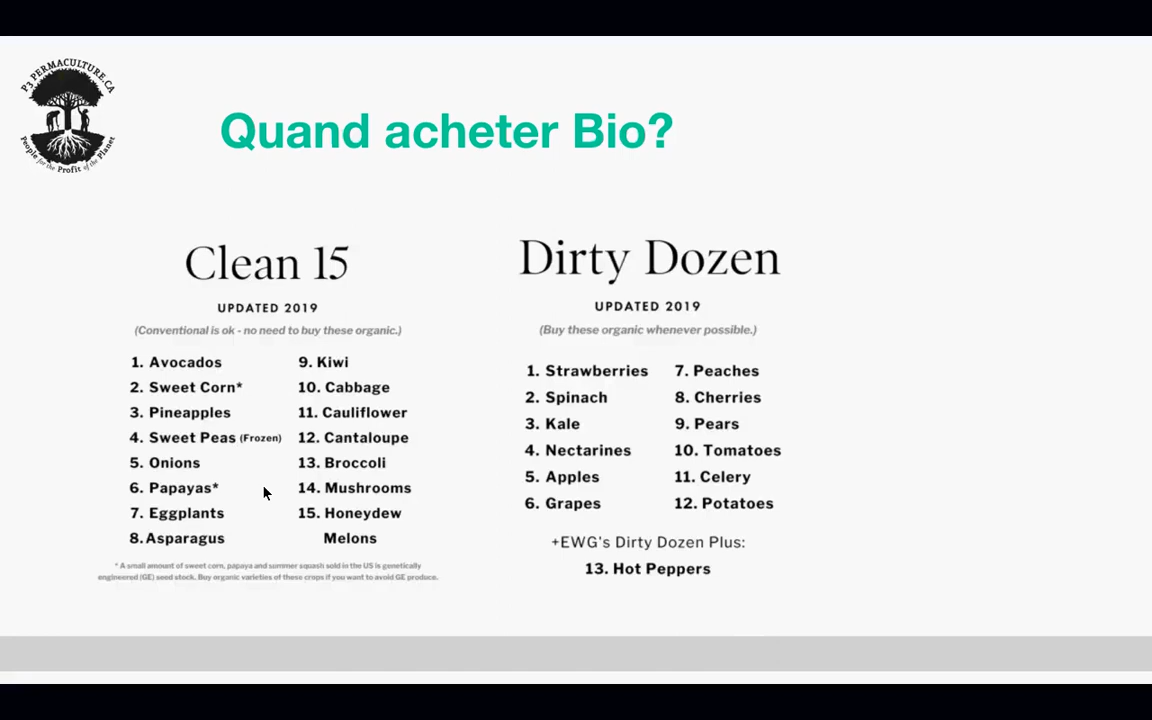 P3 PERMACULTURE.CA
People for the Profit of the Planet
Quand acheter Bio?
Clean 15
UPDATED 2019
(Conventional is ok - no need to buy these organic.)
1. Avocados
2. Sweet Corn*
3. Pineapples
4. Sweet Peas (Frozen)
5. Onions
6. Papayas*
7. Eggplants
8. Asparagus
9. Kiwi
10. Cabbage
11. Cauliflower
12. Cantaloupe
13. Broccoli
14. Mushrooms
15. Honeydew
Melons
* A small amount of sweet corn, papaya and summer squash sold in the US is genetically
engineered (GE) seed stock. Buy organic varieties of these crops if you want to avoid GE produce.
Dirty Dozen
UPDATED 2019
(Buy these organic whenever possible.)
1. Strawberries
2. Spinach
3. Kale
4. Nectarines
5. Apples
6. Grapes
7. Peaches
8. Cherries
9. Pears
10. Tomatoes
11. Celery
12. Potatoes
+EWG's Dirty Dozen Plus:
13. Hot Peppers